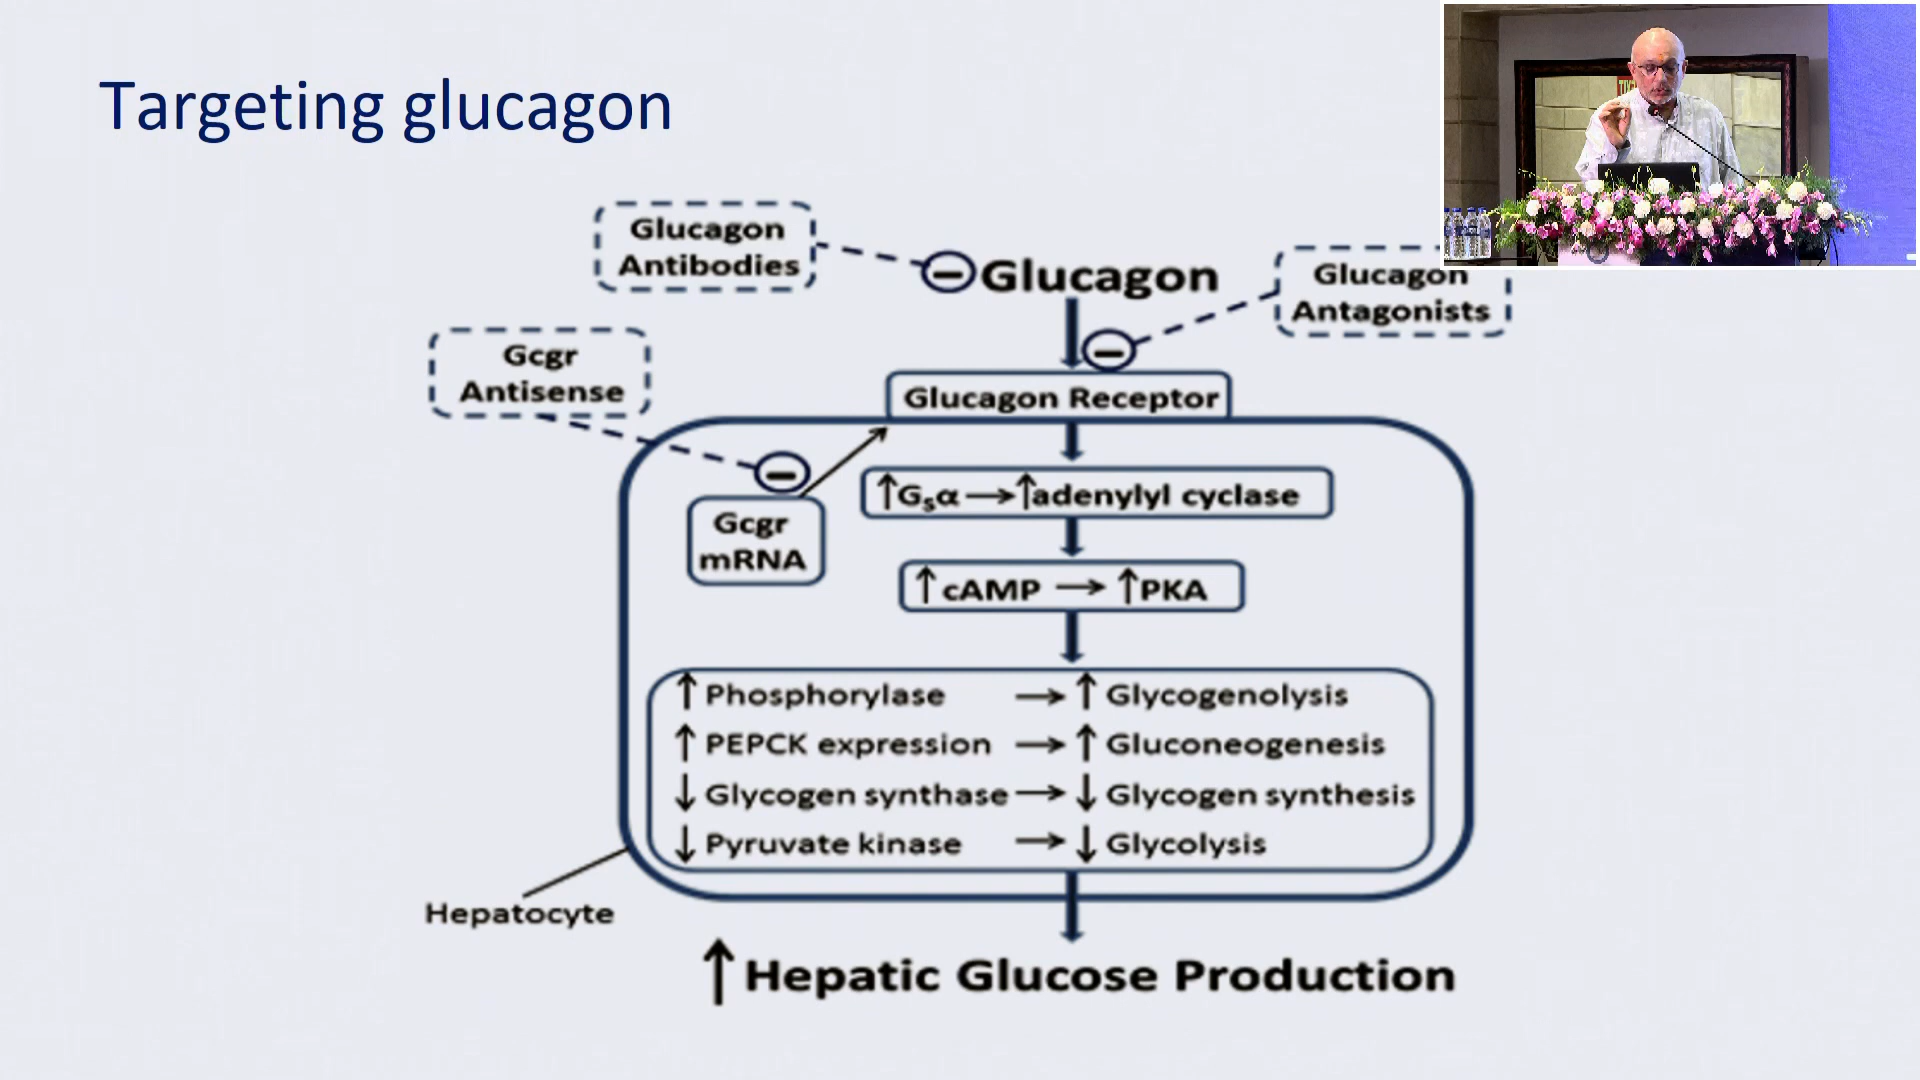 Targeting glucagon
Glucagon
Antibodies
Glucagon
Glucagon
Antagonists
Gcgr
Antisense
Glucagon Receptor
↑Gsα→↑adenylyl cyclase
Gcgr
mRNA
↑cAMP → ↑PKA
↑ Phosphorylase → ↑ Glycogenolysis
↑ PEPCK expression → ↑ Gluconeogenesis
↓ Glycogen synthase → ↓ Glycogen synthesis
↓ Pyruvate kinase → ↓ Glycolysis
Hepatocyte
↑ Hepatic Glucose Production